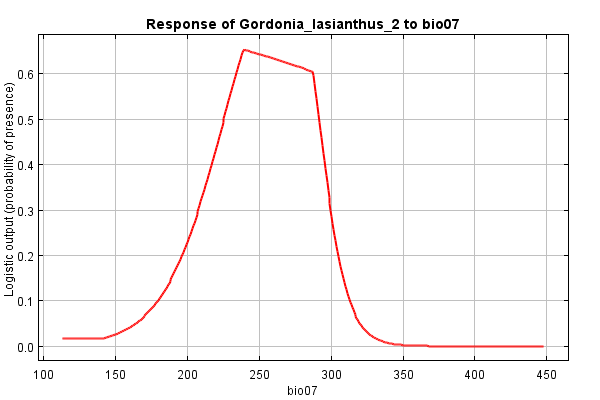 Response of Gordonia_lasianthus_2 to bio07
Logistic output (probability of presence)
0.6
0.5
0.4
0.3
0.2
0.1
0.0
100 150 200 250 300 350 400 450
bio07